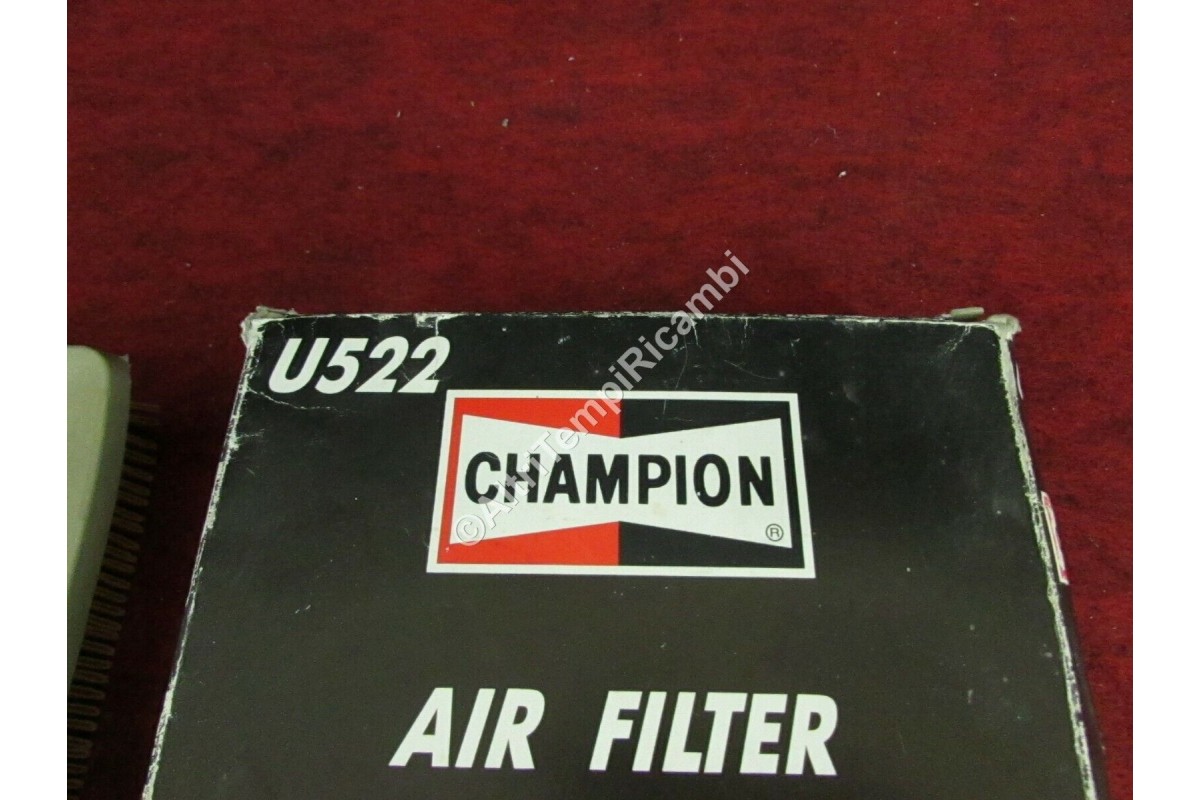 U522
CHAMPION
®
AIR FILTER
©AltriTempiRicambi